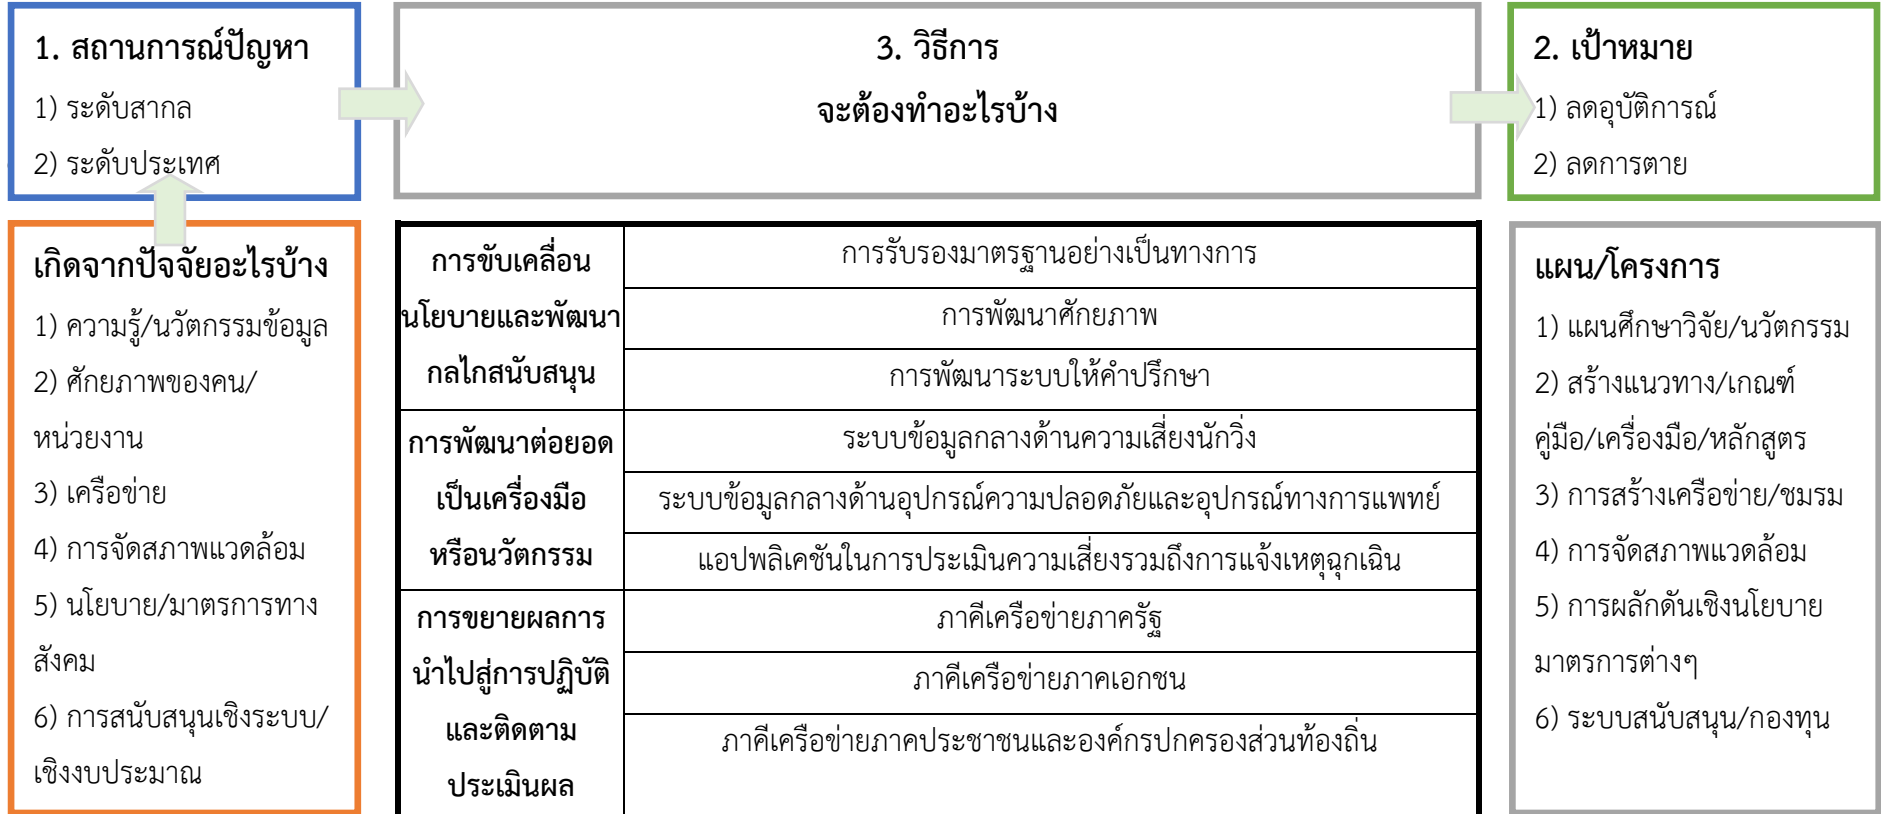 1. สถานการณ์ปัญหา
1) ระดับสากล
2) ระดับประเทศ
3. วิธีการ
จะต้องทำอะไรบ้าง
2. เป้าหมาย
1) ลดอุบัติการณ์
2) ลดการตาย
เกิดจากปัจจัยอะไรบ้าง
1) ความรู้/นวัตกรรมข้อมูล
2) ศักยภาพของคน/
หน่วยงาน
3) เครือข่าย
4) การจัดสภาพแวดล้อม
5) นโยบาย/มาตรการทาง
สังคม
6) การสนับสนุนเชิงระบบ/
เชิงงบประมาณ
การขับเคลื่อน
นโยบายและพัฒนา
กลไกสนับสนุน
การรับรองมาตรฐานอย่างเป็นทางการ
การพัฒนาศักยภาพ
การพัฒนาระบบให้คำปรึกษา
การพัฒนาต่อยอด
เป็นเครื่องมือ
หรือนวัตกรรม
ระบบข้อมูลกลางด้านความเสี่ยงนักวิ่ง
ระบบข้อมูลกลางด้านอุปกรณ์ความปลอดภัยและอุปกรณ์ทางการแพทย์
แอปพลิเคชันในการประเมินความเสี่ยงรวมถึงการแจ้งเหตุฉุกเฉิน
การขยายผลการ
นำไปสู่การปฏิบัติ
และติดตาม
ประเมินผล
ภาคีเครือข่ายภาครัฐ
ภาคีเครือข่ายภาคเอกชน
ภาคีเครือข่ายภาคประชาชนและองค์กรปกครองส่วนท้องถิ่น
แผน/โครงการ
1) แผนศึกษาวิจัย/นวัตกรรม
2) สร้างแนวทาง/เกณฑ์
คู่มือ/เครื่องมือ/หลักสูตร
3) การสร้างเครือข่าย/ชมรม
4) การจัดสภาพแวดล้อม
5) การผลักดันเชิงนโยบาย
มาตรการต่างๆ
6) ระบบสนับสนุน/กองทุน